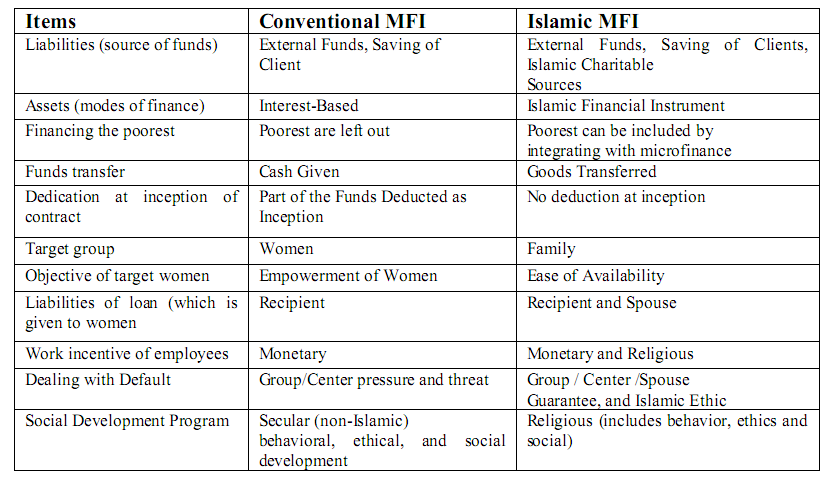 Items Conventional MFI Islamic MFI
Liabilities (source of funds) External Funds, Saving of External Funds, Saving of Clients,
Client Islamic Charitable
Sources
Assets (modes of finance) Interest-Based Islamic Financial Instrument
Financing the poorest Poorest are left out Poorest can be included by
integrating with microfinance
Funds transfer Cash Given Goods Transferred
Dedication at inception of Part of the Funds Deducted as No deduction at inception
contract Inception
Target group Women Family
Objective of target women Empowerment of Women Ease of Availability
Liabilities of loan (which is Recipient Recipient and Spouse
given to women
Work incentive of employees Monetary Monetary and Religious
Dealing with Default Group/Center pressure and threat Group / Center /Spouse
Guarantee, and Islamic Ethic
Social Development Program Secular (non-Islamic) Religious (includes behavior, ethics and
behavioral, ethical, and social social)
development